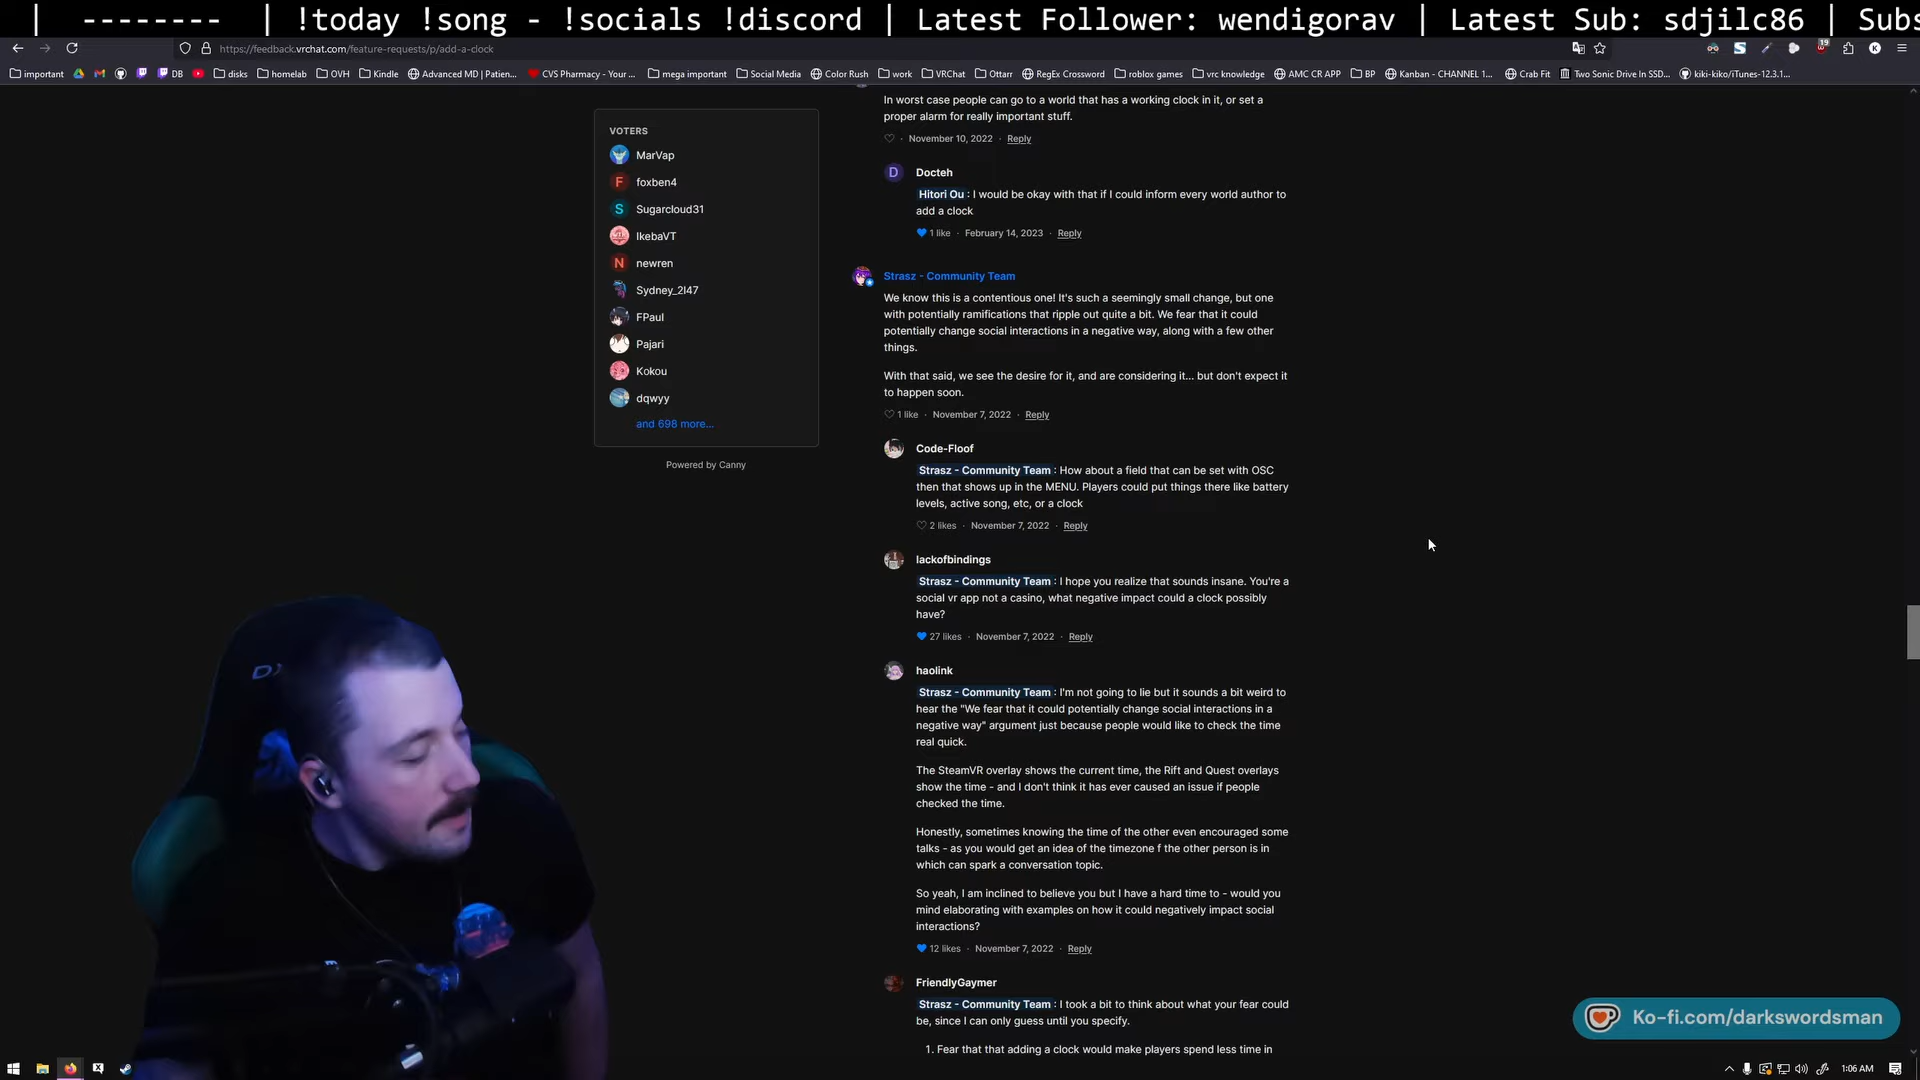 | -------- | !today !song - !socials !discord | Latest Follower: wendigorav | Latest Sub: sdjilc86 | Subs
https://feedback.vrchat.com/feature-requests/p/add-a-clock
important DB disks homelab OVH Kindle Advanced MD | Patien... CVS Pharmacy - Your ... mega important Social Media Color Rush work VRChat Ottarr RegEx Crossword roblox games vrc knowledge AMC CR APP BP Kanban - CHANNEL 1... Crab Fit Two Sonic Drive In SSD... kiki-kiko/iTunes-12.3.1...
VOTERS
MarVap
F foxben4
S Sugarcloud31
IkebaVT
N newren
Sydney_2l47
FPaul
Pajari
Kokou
dqwyy
and 698 more...
Powered by Canny
In worst case people can go to a world that has a working clock in it, or set a
proper alarm for really important stuff.
· November 10, 2022 · Reply
D Docteh
Hitori Ou : I would be okay with that if I could inform every world author to
add a clock
1 like · February 14, 2023 · Reply
Strasz - Community Team
We know this is a contentious one! It's such a seemingly small change, but one
with potentially ramifications that ripple out quite a bit. We fear that it could
potentially change social interactions in a negative way, along with a few other
things.
With that said, we see the desire for it, and are considering it... but don't expect it
to happen soon.
1 like · November 7, 2022 · Reply
Code-Floof
Strasz - Community Team : How about a field that can be set with OSC
then that shows up in the MENU. Players could put things there like battery
levels, active song, etc, or a clock
2 likes · November 7, 2022 · Reply
lackofbindings
Strasz - Community Team : I hope you realize that sounds insane. You're a
social vr app not a casino, what negative impact could a clock possibly
have?
27 likes · November 7, 2022 · Reply
haolink
Strasz - Community Team : I'm not going to lie but it sounds a bit weird to
hear the "We fear that it could potentially change social interactions in a
negative way" argument just because people would like to check the time
real quick.
The SteamVR overlay shows the current time, the Rift and Quest overlays
show the time - and I don't think it has ever caused an issue if people
checked the time.
Honestly, sometimes knowing the time of the other even encouraged some
talks - as you would get an idea of the timezone f the other person is in
which can spark a conversation topic.
So yeah, I am inclined to believe you but I have a hard time to - would you
mind elaborating with examples on how it could negatively impact social
interactions?
12 likes · November 7, 2022 · Reply
FriendlyGaymer
Strasz - Community Team : I took a bit to think about what your fear could
be, since I can only guess until you specify.
1. Fear that that adding a clock would make players spend less time in
Ko-fi.com/darkswordsman
1:06 AM